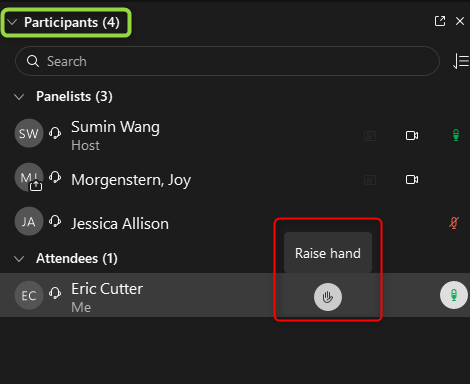 Participants (4)
Search
Panelists (3)
SW Sumin Wang
Host
MJ Morgenstern, Joy
JA Jessica Allison
Raise hand
Attendees (1)
EC Eric Cutter
Me